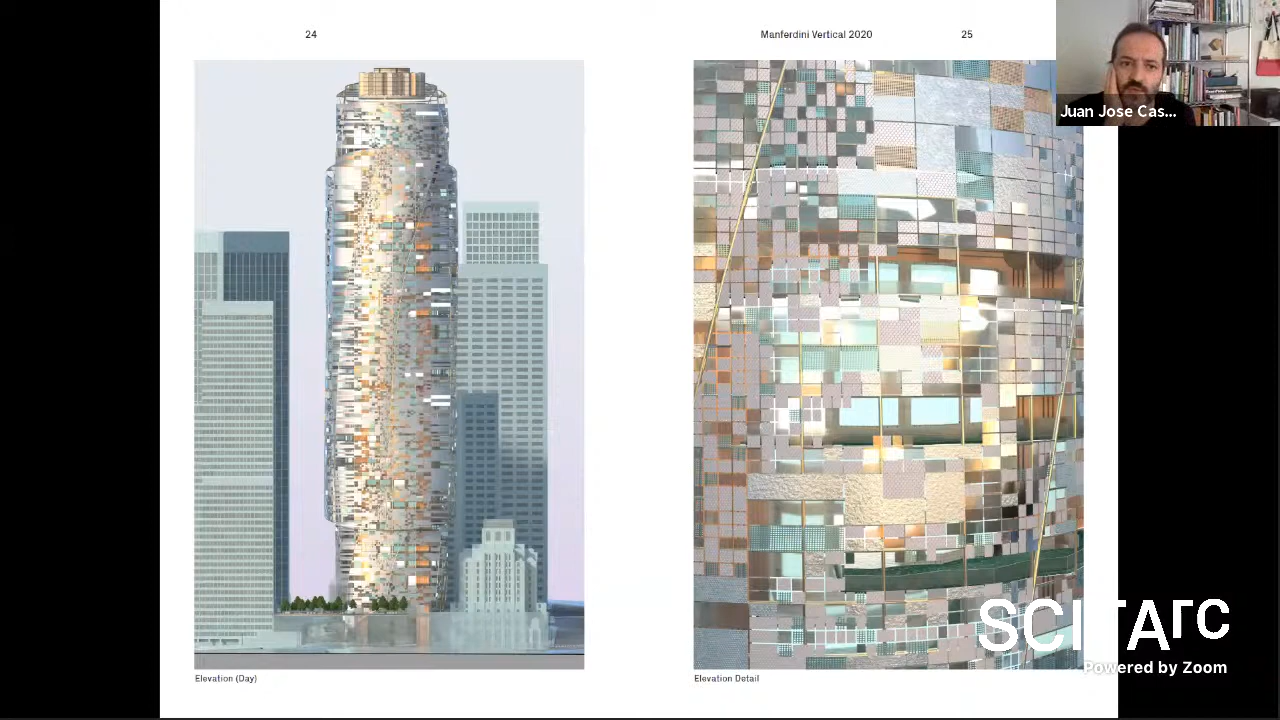 24
Manferdini Vertical 2020
25
Juan Jose Cas...
SCI Arc
Powered by Zoom
Elevation (Day)
Elevation Detail